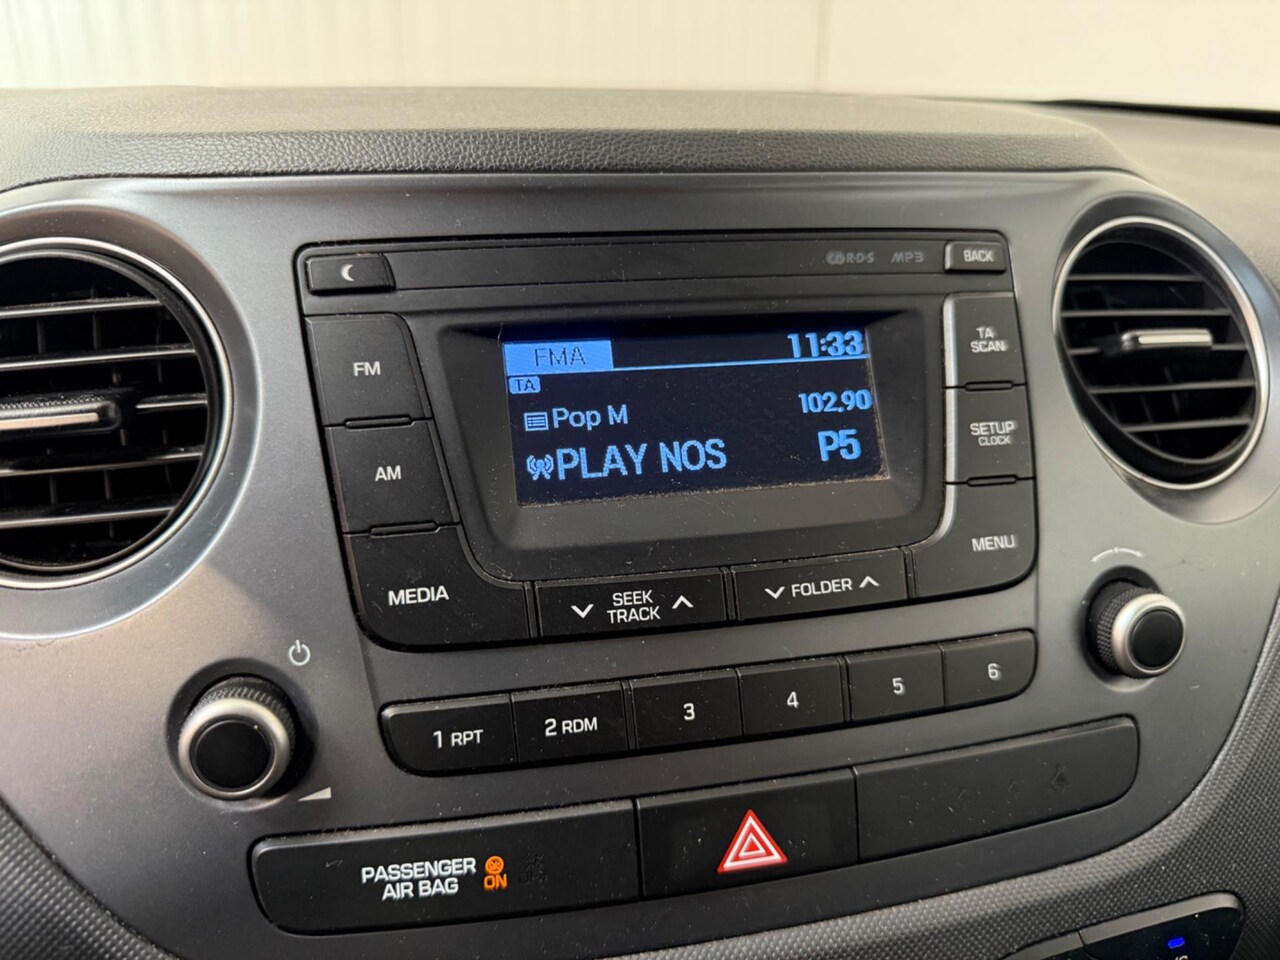 RDS MP3 BACK
FM
AM
MEDIA
FMA 11:33
TA
Pop M 102.90
PLAY NOS P5
TA
SCAN
SETUP
CLOCK
MENU
SEEK
TRACK
FOLDER
1 RPT 2 RDM 3 4 5 6
PASSENGER
AIR BAG ON